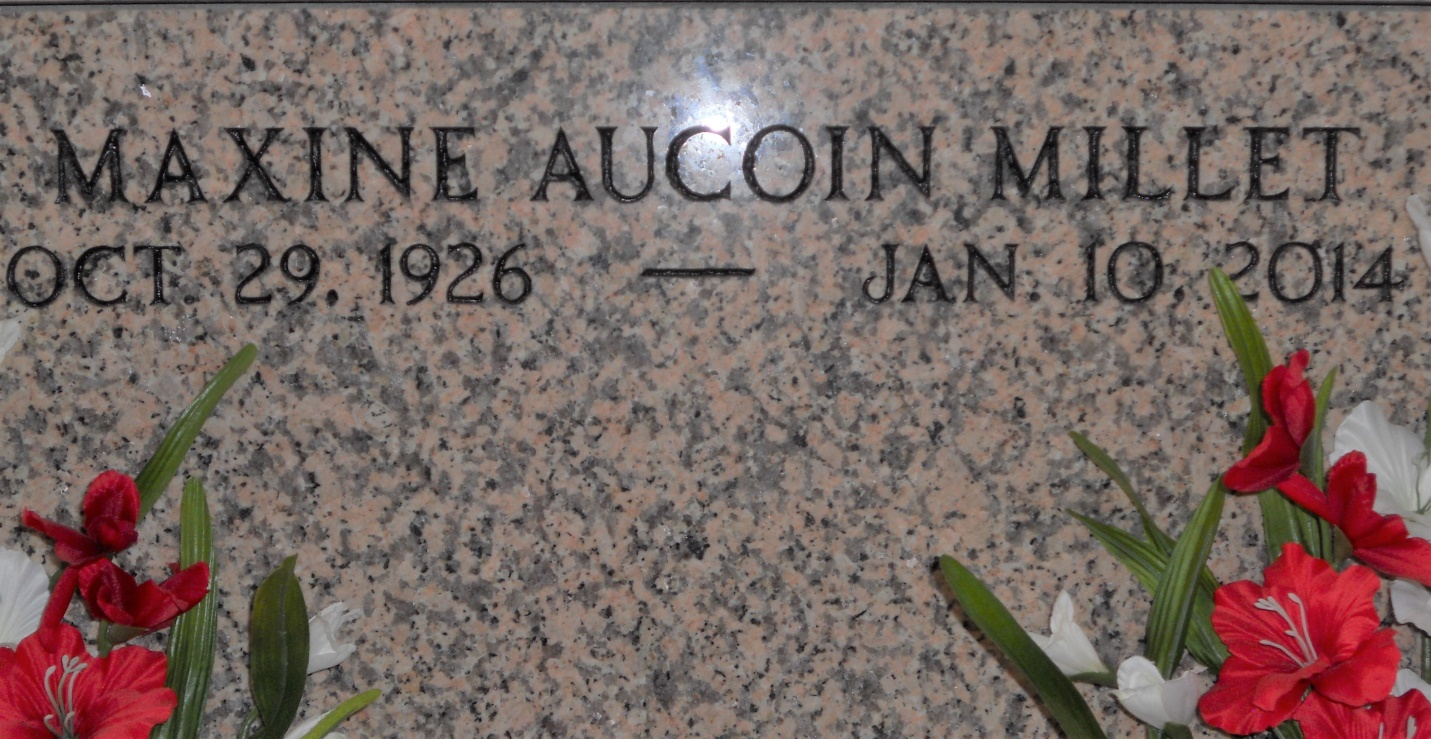 MAXINE AUCOIN MILLET
OCT. 29, 1926 — JAN. 10, 2014